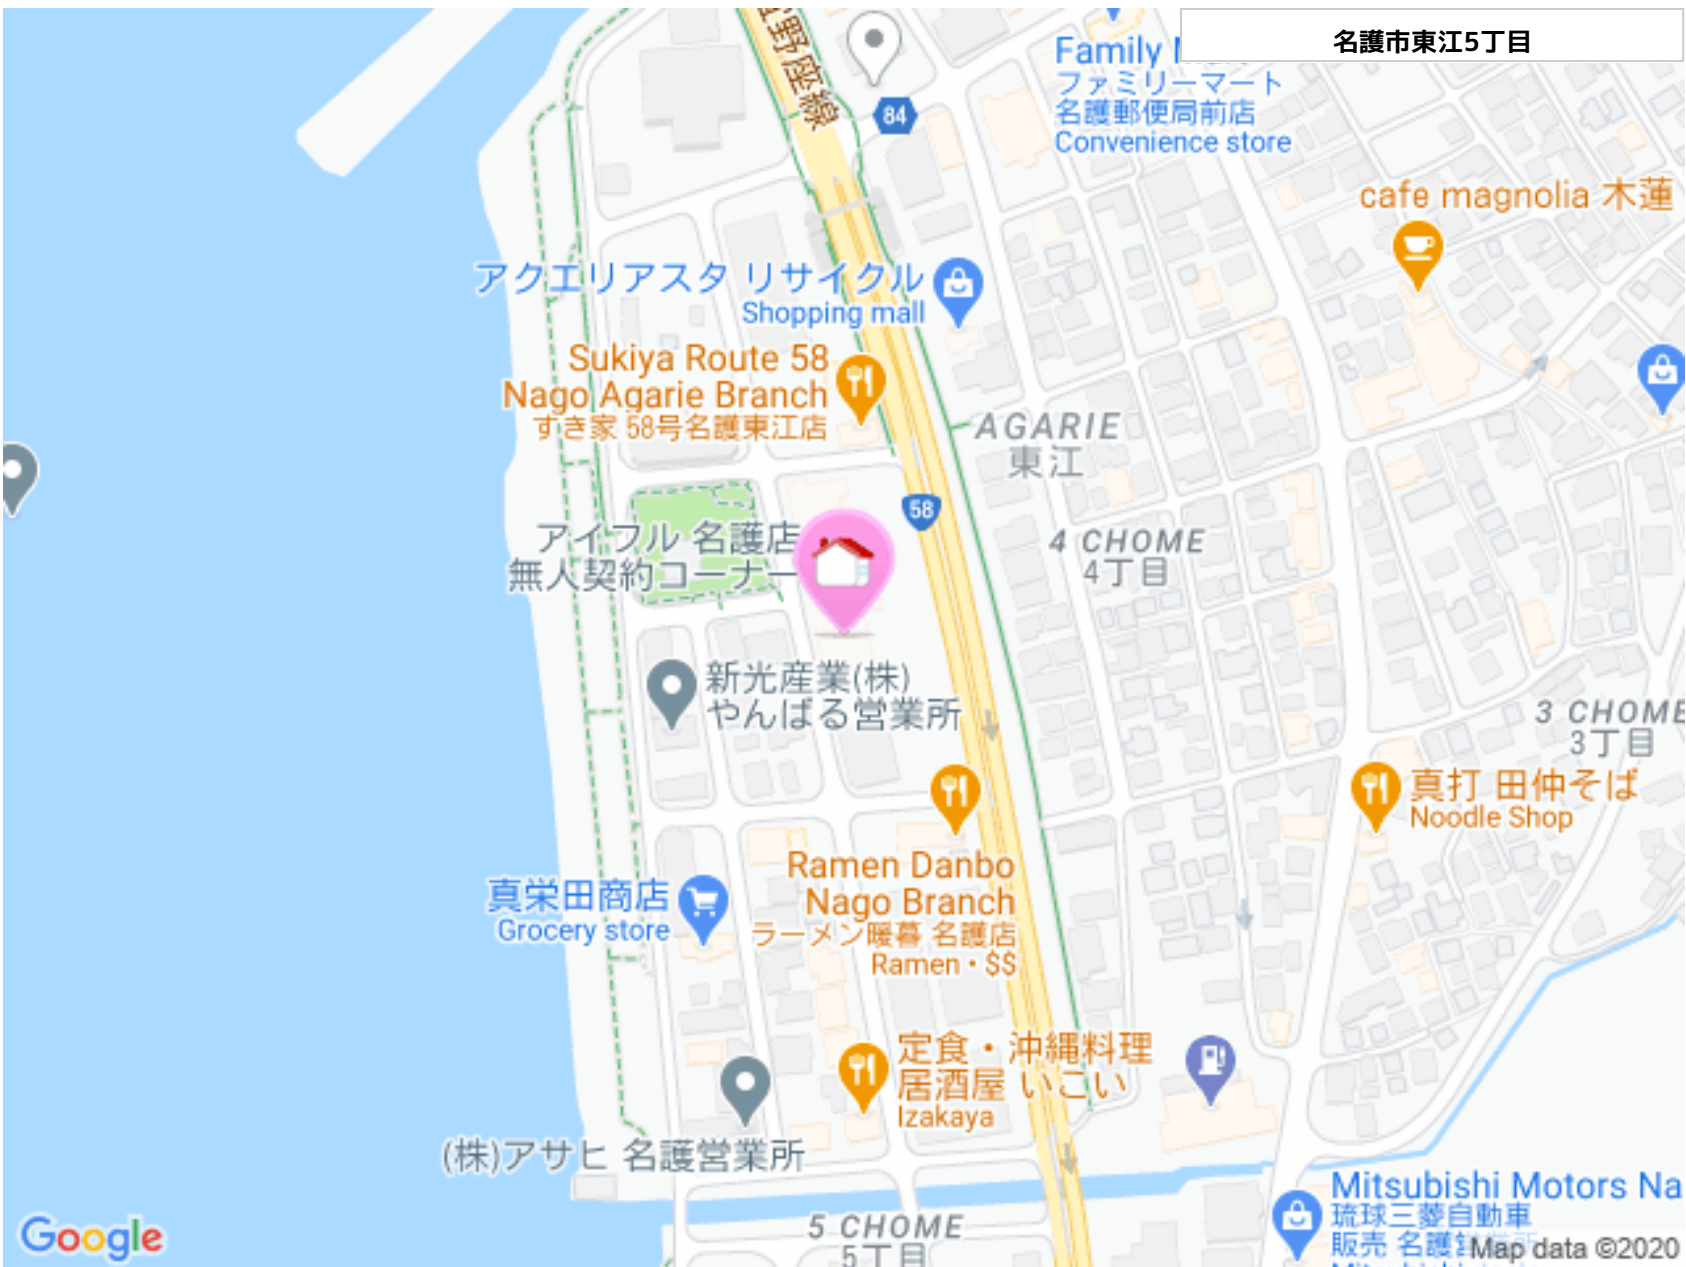 名護市東江5丁目
野座線
84
Family
ファミリーマート
名護郵便局前店
Convenience store
cafe magnolia 木蓮
アクエリアスタ リサイクル
Shopping mall
Sukiya Route 58
Nago Agarie Branch
すき家 58号名護東江店
AGARIE
東江
58
アイフル 名護店
無人契約コーナー
4 CHOME
4丁目
新光産業(株)
やんばる営業所
3 CHOME
3丁目
真打 田仲そば
Noodle Shop
Ramen Danbo
Nago Branch
ラーメン暖暮 名護店
Ramen・$$
真栄田商店
Grocery store
定食・沖縄料理
居酒屋 いこい
Izakaya
(株)アサヒ 名護営業所
Mitsubishi Motors Na
琉球三菱自動車
販売 名護営業所
5 CHOME
5丁目
Google
Map data ©2020